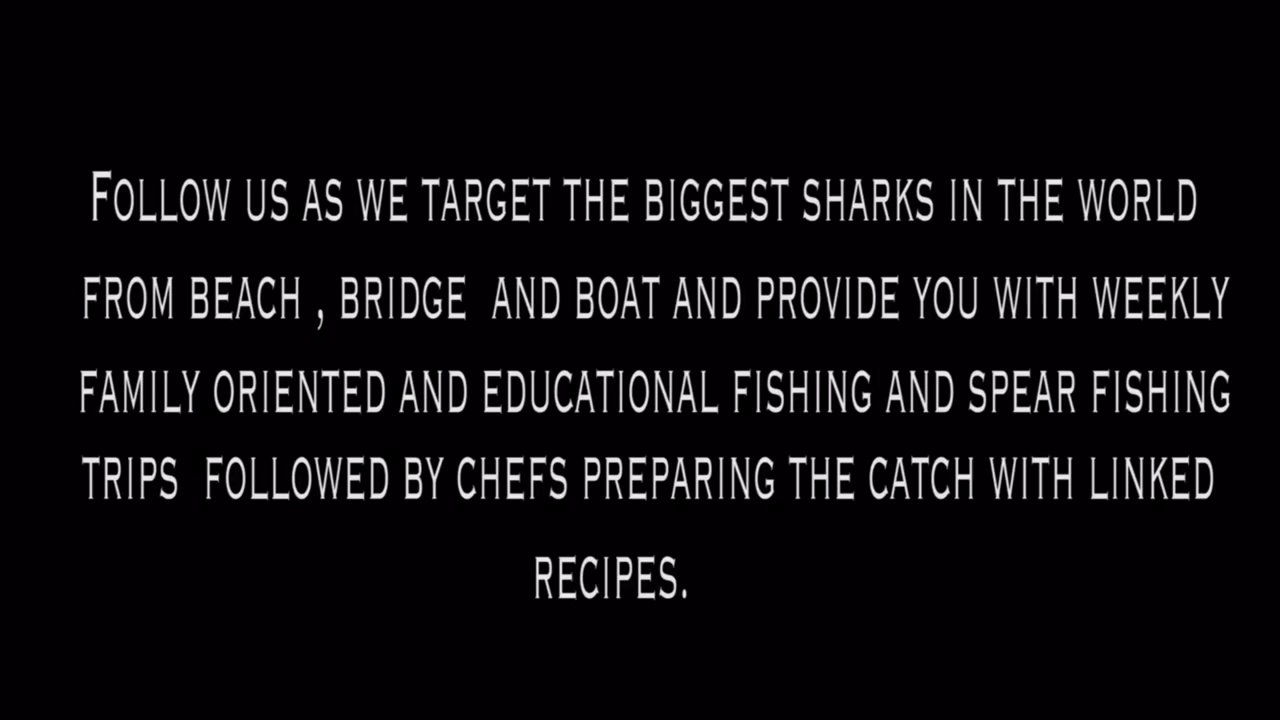 Follow us as we target the biggest sharks in the world
from beach , bridge  and boat and provide you with weekly
family oriented and educational fishing and spear fishing
trips  followed by chefs preparing the catch with linked
recipes.